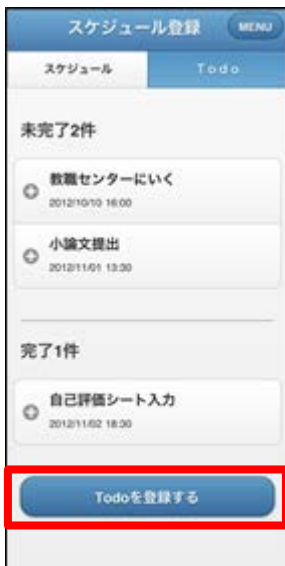 スケジュール登録
MENU
スケジュール
Todo
未完了2件
教職センターにいく
2012/10/10 16:00
小論文提出
2012/11/01 13:30
完了1件
自己評価シート入力
2012/11/02 18:30
Todoを登録する